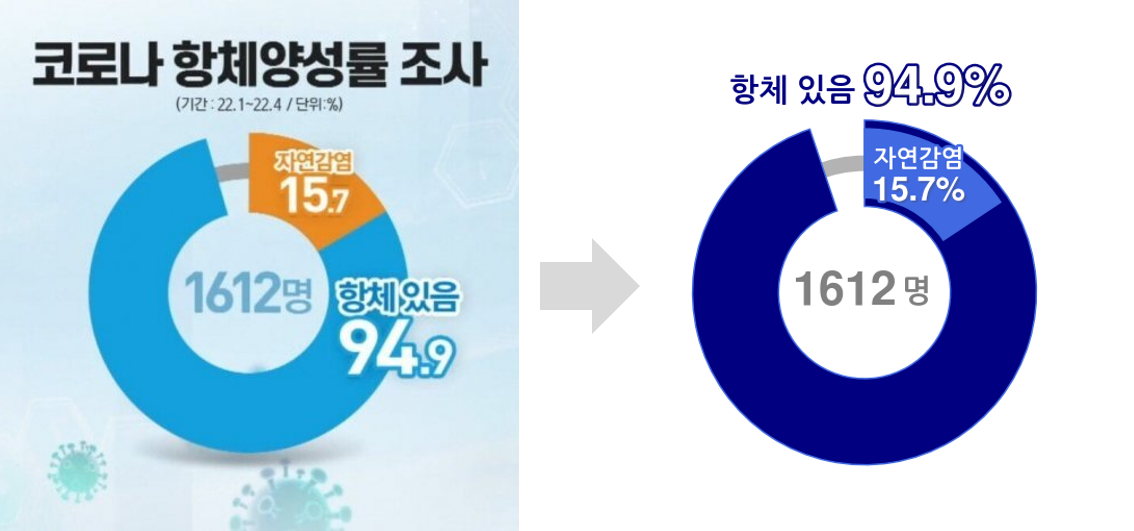 코로나 항체양성률 조사
(기간 : 22.1~22.4 / 단위:%)
자연감염
15.7
1612명
항체 있음
94.9
항체 있음 94.9%
자연감염
15.7%
1612 명